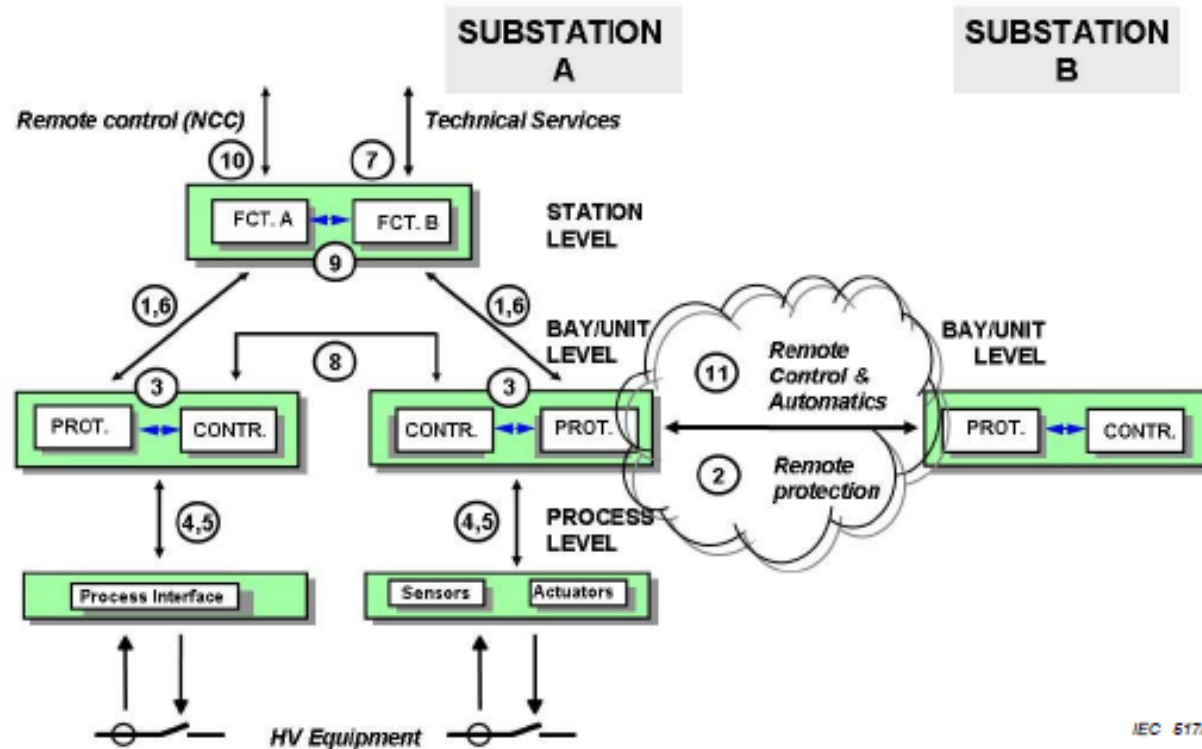 SUBSTATION
A
SUBSTATION
B
Remote control (NCC)
Technical Services
10
7
FCT. A
FCT. B
STATION
LEVEL
9
1,6
1,6
BAY/UNIT
LEVEL
BAY/UNIT
LEVEL
8
11
Remote
Control &
Automatics
3
3
PROT.
CONTR.
CONTR.
PROT.
PROT.
CONTR.
2
Remote
protection
4,5
4,5
PROCESS
LEVEL
Process Interface
Sensors
Actuators
HV Equipment
IEC